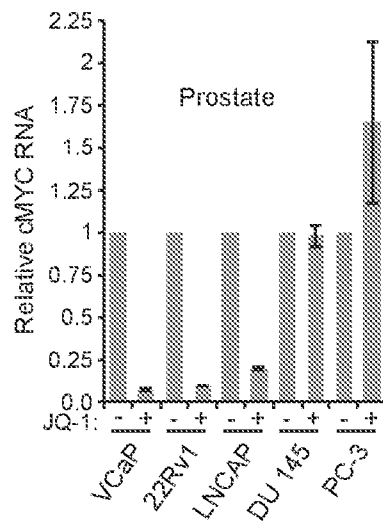 2.25
2.0
1.75
1.5
1.25
1
0.75
0.5
0.25
0.0
Relative cMYC RNA
Prostate
JQ-1: - + - + - + - + - +
VCaP
22Rv1
LNCAP
DU 145
PC-3